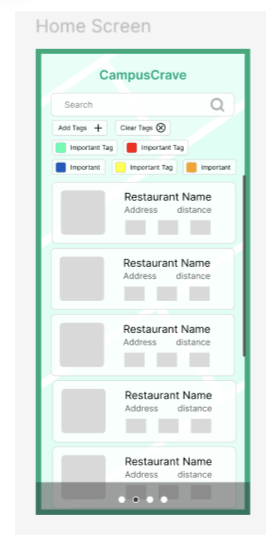 Home Screen
CampusCrave
Search
Add Tags Clear Tags
Important Tag Important Tag
Important Important Tag Important
Restaurant Name
Address distance
Restaurant Name
Address distance
Restaurant Name
Address distance
Restaurant Name
Address distance
Restaurant Name
Address distance